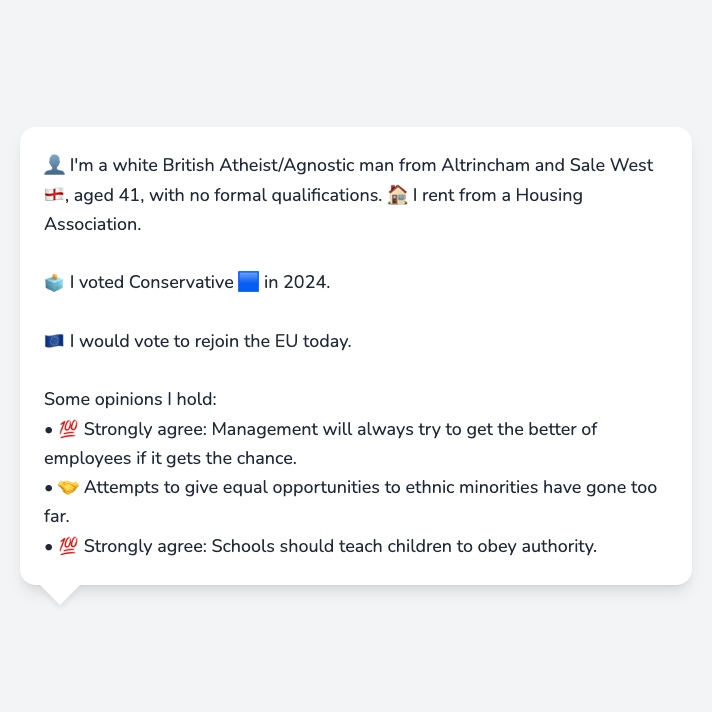 👤 I'm a white British Atheist/Agnostic man from Altrincham and Sale West
🏴󠁧󠁢󠁥󠁮󠁧󠁿, aged 41, with no formal qualifications. 🏠 I rent from a Housing
Association.
🗳️ I voted Conservative 🟦 in 2024.
🇪🇺 I would vote to rejoin the EU today.
Some opinions I hold:
• 💯 Strongly agree: Management will always try to get the better of
employees if it gets the chance.
• 🤝 Attempts to give equal opportunities to ethnic minorities have gone too
far.
• 💯 Strongly agree: Schools should teach children to obey authority.